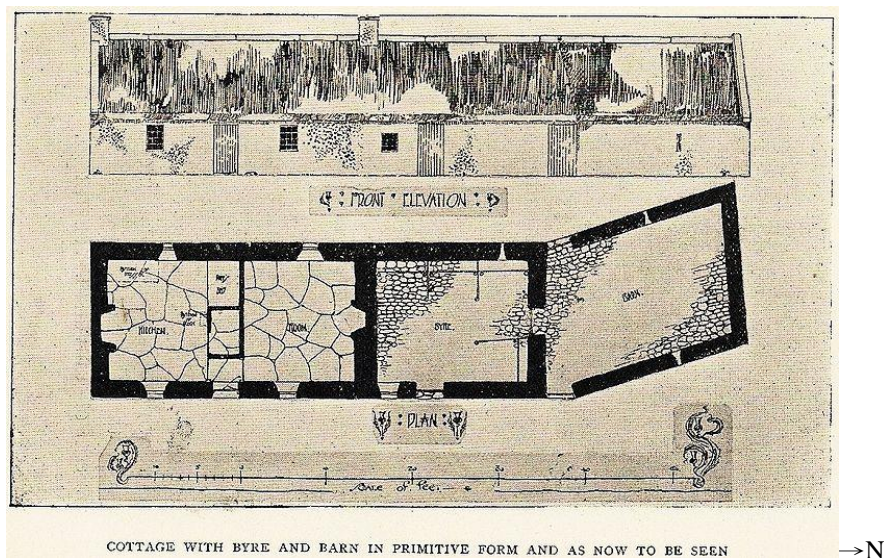 : FRONT * ELEVATION :
KITCHEN
ROOM
BYRE
BARN
: PLAN :
Scale of Feet
COTTAGE WITH BYRE AND BARN IN PRIMITIVE FORM AND AS NOW TO BE SEEN
→N